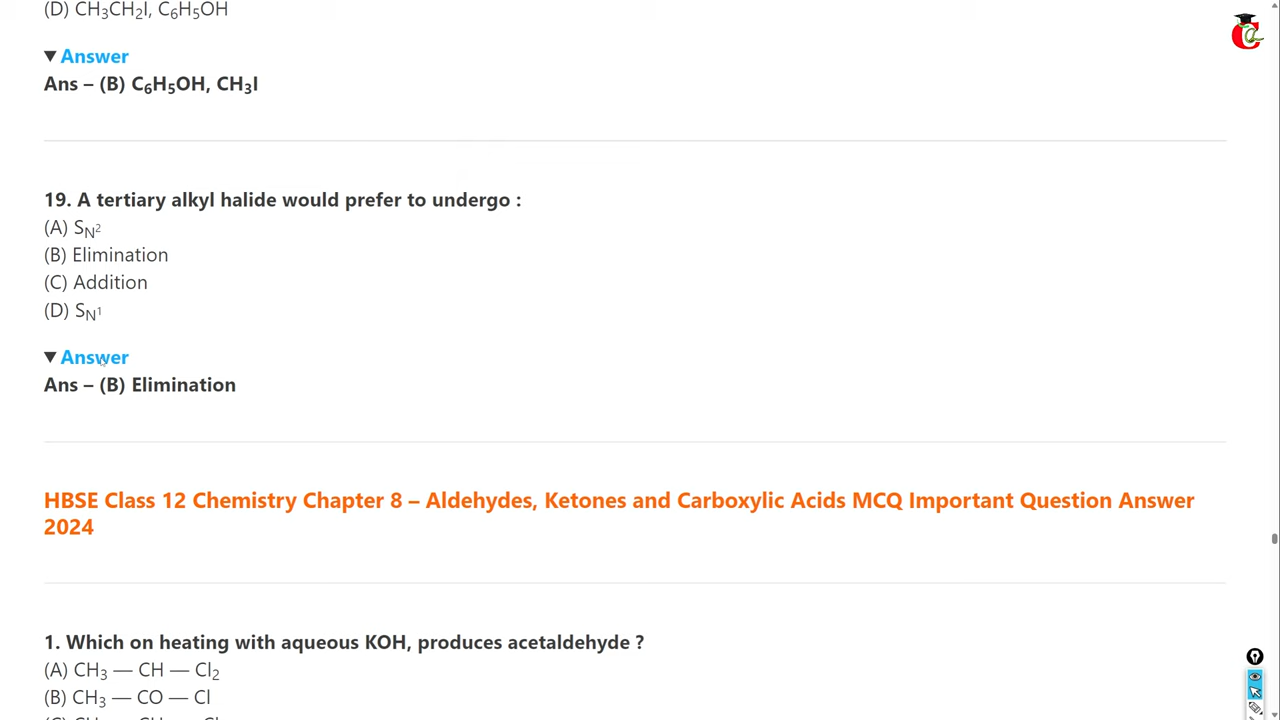 (D) CH₃CH₂I, C₆H₅OH
▼ Answer
Ans – (B) C₆H₅OH, CH₃I
19. A tertiary alkyl halide would prefer to undergo :
(A) S_N²
(B) Elimination
(C) Addition
(D) S_N¹
▼ Answer
Ans – (B) Elimination
HBSE Class 12 Chemistry Chapter 8 – Aldehydes, Ketones and Carboxylic Acids MCQ Important Question Answer
2024
1. Which on heating with aqueous KOH, produces acetaldehyde ?
(A) CH₃ — CH — Cl₂
(B) CH₃ — CO — Cl